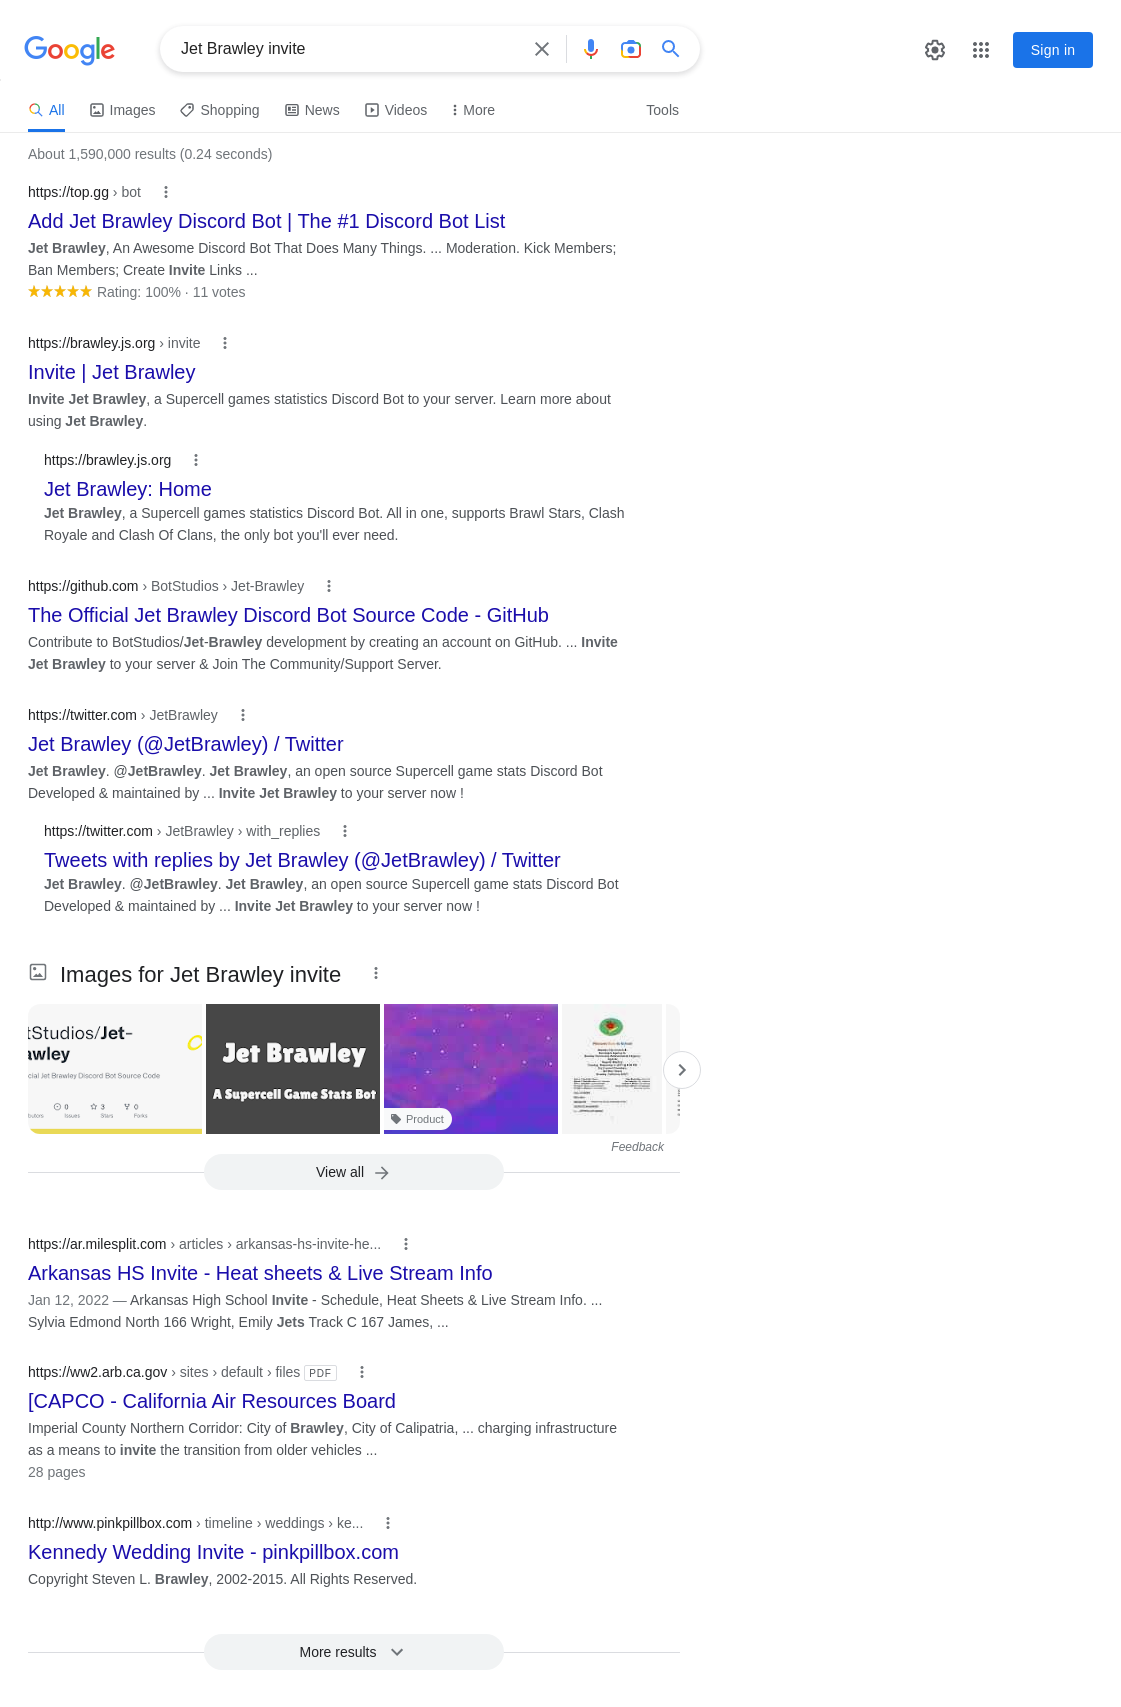 Google
Jet Brawley invite
Sign in
All Images Shopping News Videos More Tools
About 1,590,000 results (0.24 seconds)
https://top.gg › bot
Add Jet Brawley Discord Bot | The #1 Discord Bot List
Jet Brawley, An Awesome Discord Bot That Does Many Things. ... Moderation. Kick Members;
Ban Members; Create Invite Links ...
Rating: 100% · 11 votes
https://brawley.js.org › invite
Invite | Jet Brawley
Invite Jet Brawley, a Supercell games statistics Discord Bot to your server. Learn more about
using Jet Brawley.
https://brawley.js.org
Jet Brawley: Home
Jet Brawley, a Supercell games statistics Discord Bot. All in one, supports Brawl Stars, Clash
Royale and Clash Of Clans, the only bot you'll ever need.
https://github.com › BotStudios › Jet-Brawley
The Official Jet Brawley Discord Bot Source Code - GitHub
Contribute to BotStudios/Jet-Brawley development by creating an account on GitHub. ... Invite
Jet Brawley to your server & Join The Community/Support Server.
https://twitter.com › JetBrawley
Jet Brawley (@JetBrawley) / Twitter
Jet Brawley. @JetBrawley. Jet Brawley, an open source Supercell game stats Discord Bot
Developed & maintained by ... Invite Jet Brawley to your server now !
https://twitter.com › JetBrawley › with_replies
Tweets with replies by Jet Brawley (@JetBrawley) / Twitter
Jet Brawley. @JetBrawley. Jet Brawley, an open source Supercell game stats Discord Bot
Developed & maintained by ... Invite Jet Brawley to your server now !
Images for Jet Brawley invite
tStudios/Jet-
awley
cial Jet Brawley Discord Bot Source Code
0 3 0
Issues Stars Forks
Jet Brawley
A Supercell Game Stats Bot
Product
Feedback
View all
https://ar.milesplit.com › articles › arkansas-hs-invite-he...
Arkansas HS Invite - Heat sheets & Live Stream Info
Jan 12, 2022 — Arkansas High School Invite - Schedule, Heat Sheets & Live Stream Info. ...
Sylvia Edmond North 166 Wright, Emily Jets Track C 167 James, ...
https://ww2.arb.ca.gov › sites › default › files PDF
[CAPCO - California Air Resources Board
Imperial County Northern Corridor: City of Brawley, City of Calipatria, ... charging infrastructure
as a means to invite the transition from older vehicles ...
28 pages
http://www.pinkpillbox.com › timeline › weddings › ke...
Kennedy Wedding Invite - pinkpillbox.com
Copyright Steven L. Brawley, 2002-2015. All Rights Reserved.
More results